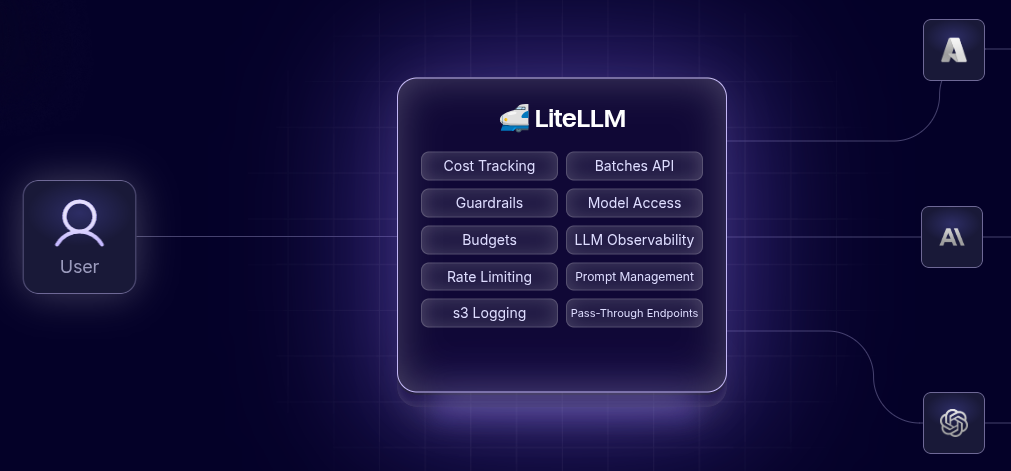 LiteLLM
Cost Tracking
Batches API
Guardrails
Model Access
Budgets
LLM Observability
Rate Limiting
Prompt Management
s3 Logging
Pass-Through Endpoints
User